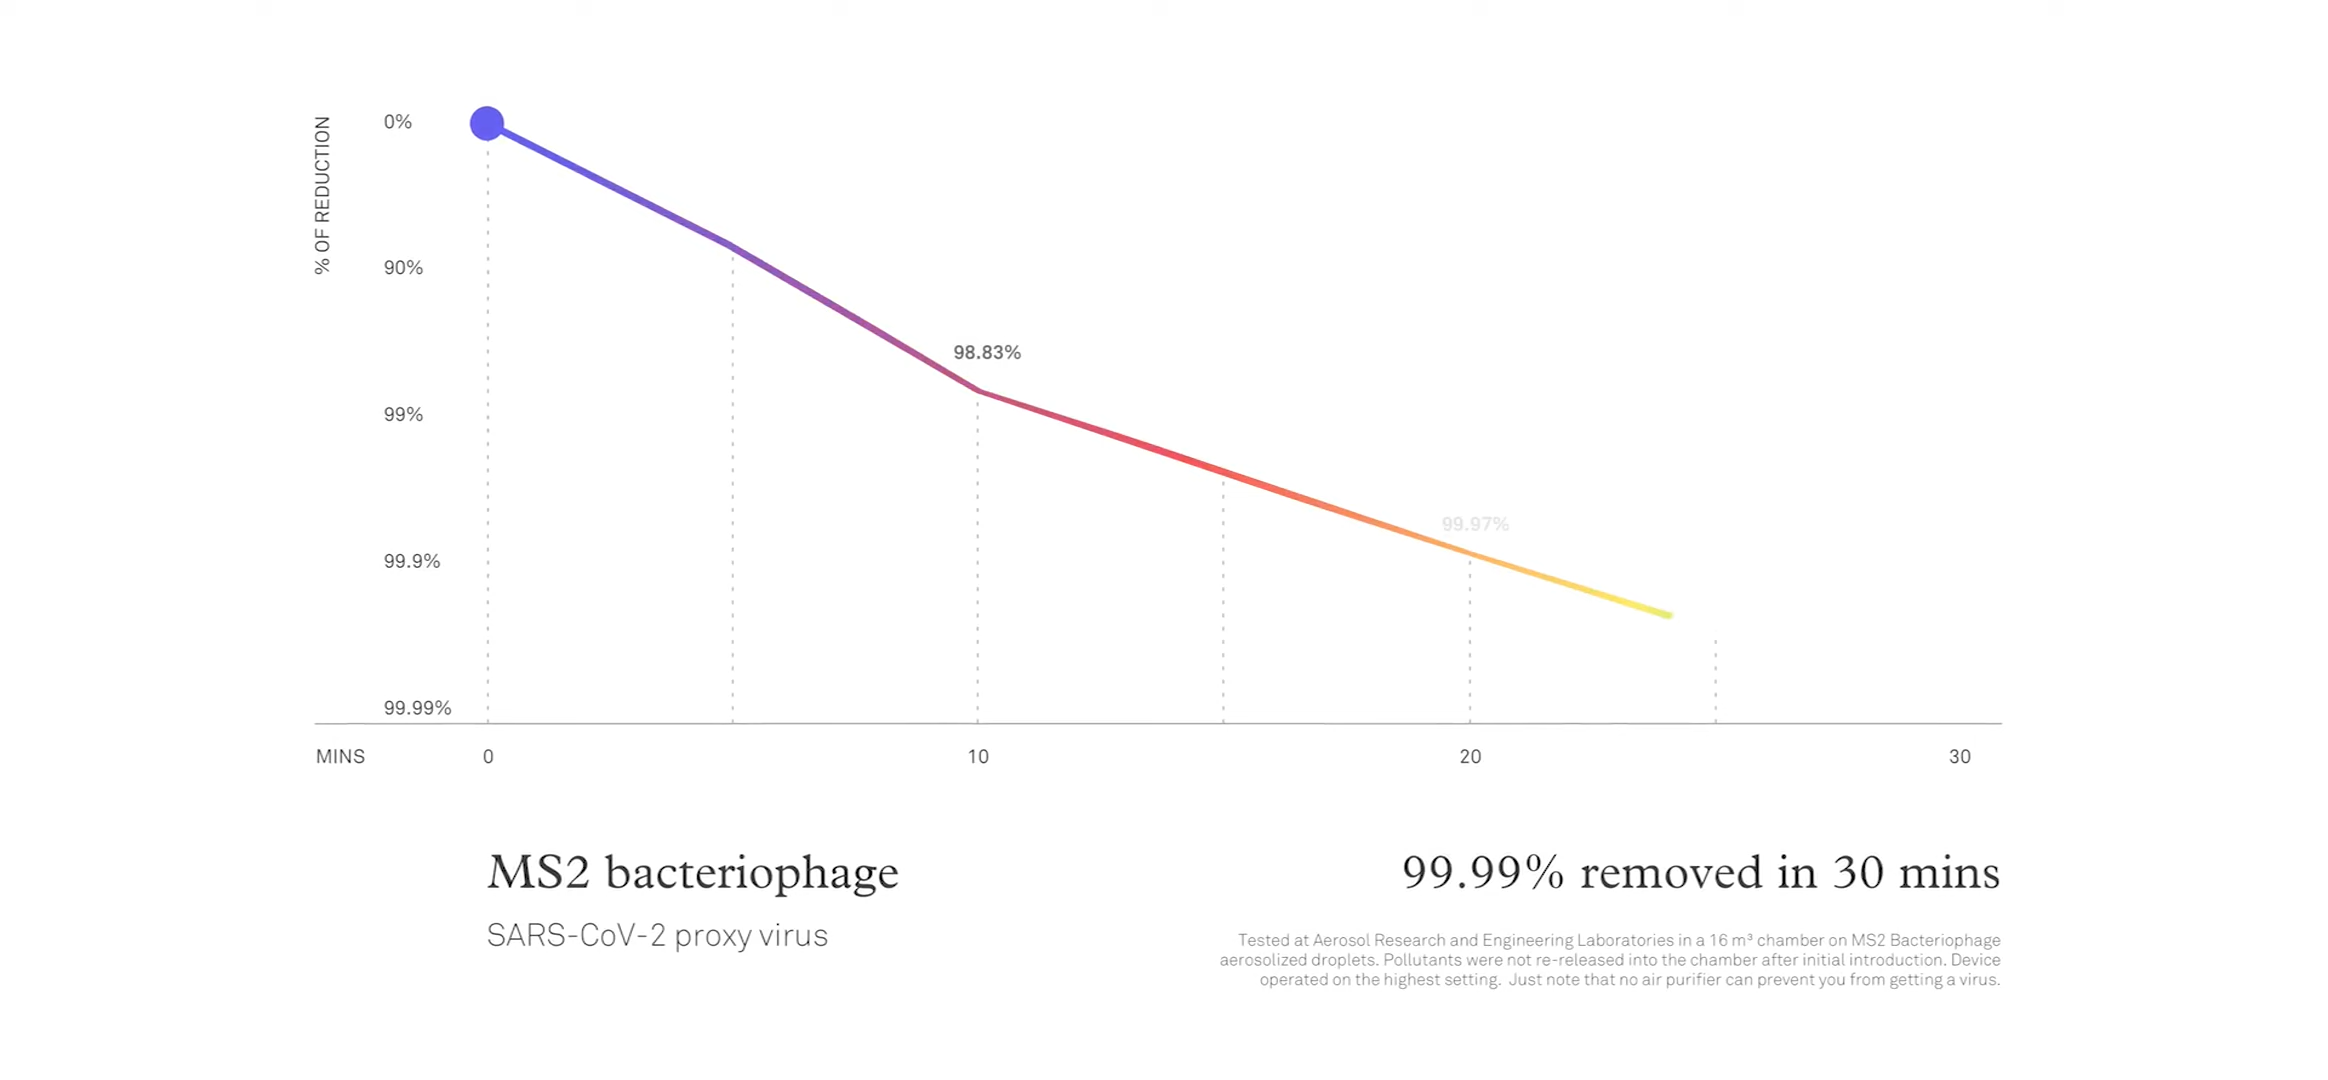 % OF REDUCTION
0%
90%
98.83%
99%
99.97%
99.9%
99.99%
MINS 0 10 20 30
MS2 bacteriophage
SARS-CoV-2 proxy virus
99.99% removed in 30 mins
Tested at Aerosol Research and Engineering Laboratories in a 16 m³ chamber on MS2 Bacteriophage
aerosolized droplets. Pollutants were not re-released into the chamber after initial introduction. Device
operated on the highest setting. Just note that no air purifier can prevent you from getting a virus.